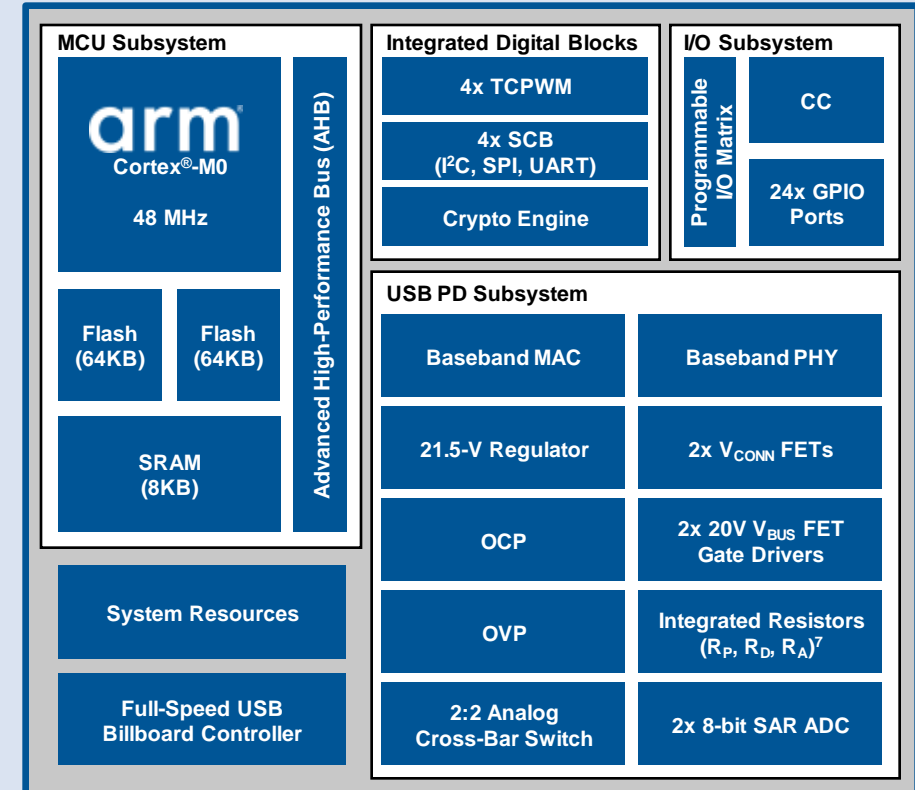 MCU Subsystem
arm
Cortex®-M0
48 MHz
Flash
(64KB)
Flash
(64KB)
SRAM
(8KB)
Advanced High-Performance Bus (AHB)
System Resources
Full-Speed USB
Billboard Controller
Integrated Digital Blocks
4x TCPWM
4x SCB
(I²C, SPI, UART)
Crypto Engine
I/O Subsystem
Programmable
I/O Matrix
CC
24x GPIO
Ports
USB PD Subsystem
Baseband MAC
Baseband PHY
21.5-V Regulator
2x VCONN FETs
OCP
2x 20V VBUS FET
Gate Drivers
OVP
Integrated Resistors
(RP, RD, RA)⁷
2:2 Analog
Cross-Bar Switch
2x 8-bit SAR ADC